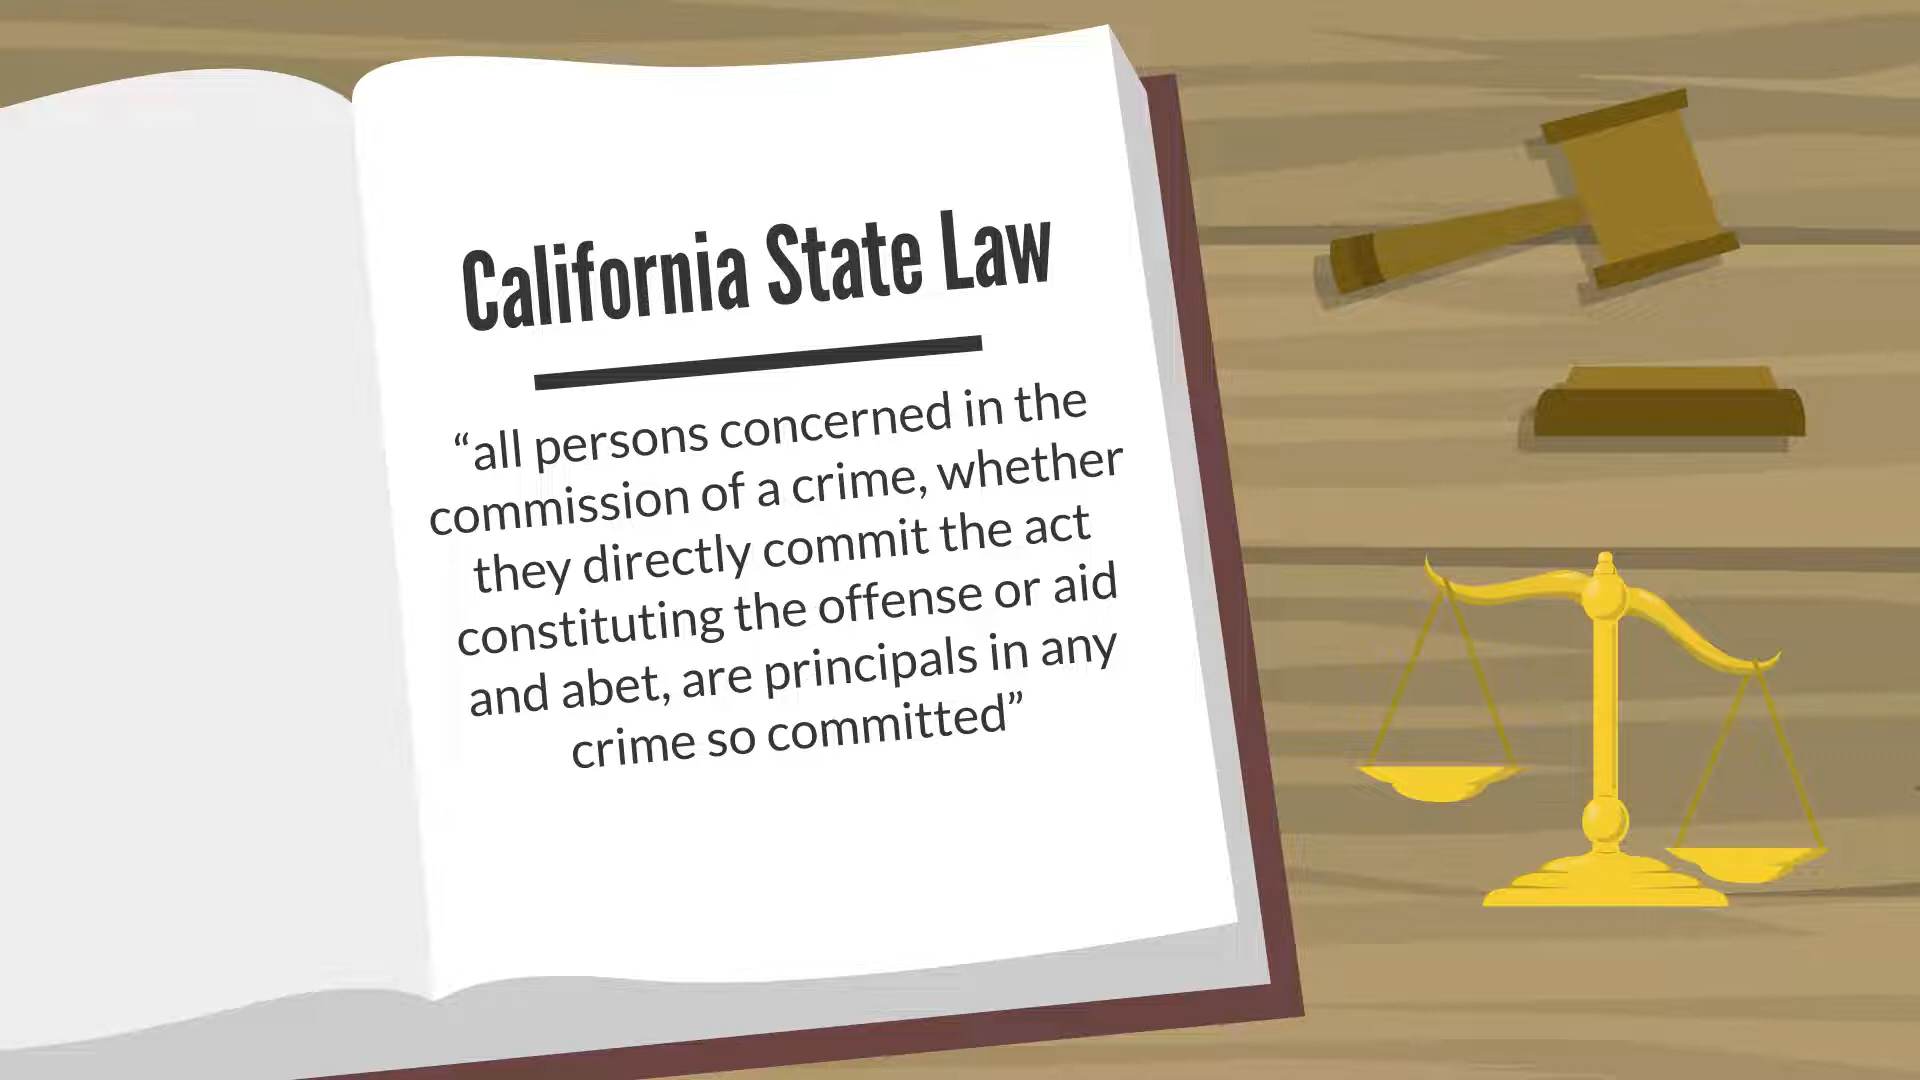 California State Law
“all persons concerned in the
commission of a crime, whether
they directly commit the act
constituting the offense or aid
and abet, are principals in any
crime so committed”